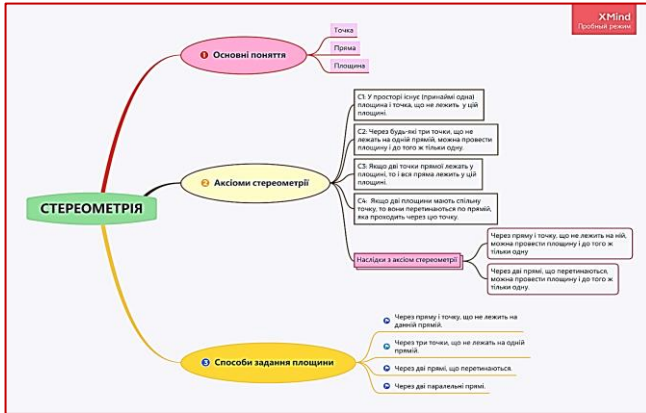 XMind
Пробный режим
Точка
Пряма
Площина
1 Основні поняття
С1: У просторі існує (принаймні одна)
площина і точка, що не лежить у цій
площині.
С2: Через будь-які три точки, що не
лежать на одній прямій, можна провести
площину і до того ж тільки одну.
С3: Якщо дві точки прямої лежать у
площині, то і вся пряма лежить у цій
площині.
С4: Якщо дві площини мають спільну
точку, то вони перетинаються по прямій,
яка проходить через цю точку.
2 Аксіоми стереометрії
СТЕРЕОМЕТРІЯ
Наслідки з аксіом стереометрії
Через пряму і точку, що не лежить на ній,
можна провести площину і до того ж
тільки одну
Через дві прямі, що перетинаються,
можна провести площину і до того ж
тільки одну.
3 Способи задання площини
Через пряму і точку, що не лежить на
данній прямій.
Через три точки, що не лежать на одній
прямій.
Через дві прямі, що перетинаються.
Через дві паралельні прямі.